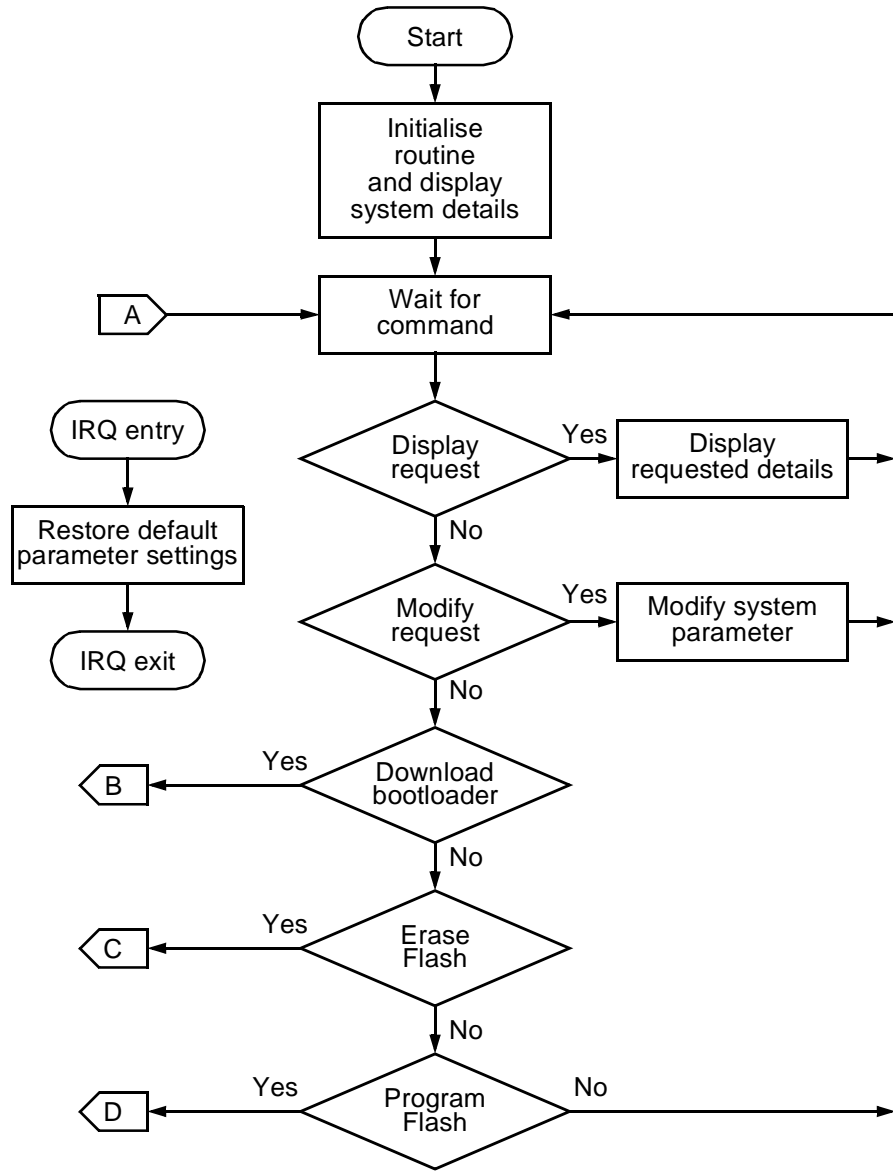 Start
Initialise
routine
and display
system details
A
Wait for
command
IRQ entry
Display
request
Yes
Display
requested details
No
Restore default
parameter settings
Modify
request
Yes
Modify system
parameter
IRQ exit
No
B
Yes
Download
bootloader
No
C
Yes
Erase
Flash
No
D
Yes
Program
Flash
No